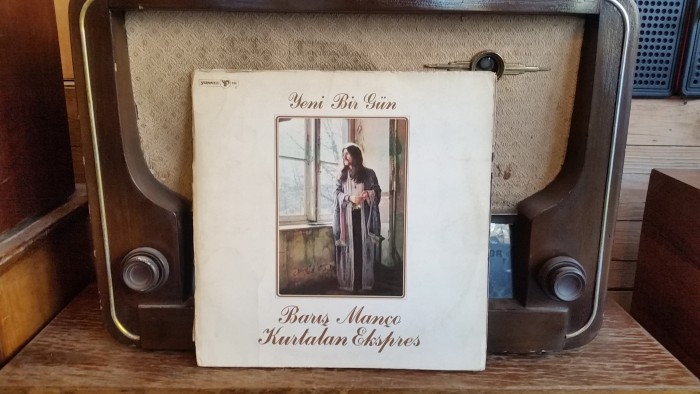 Yeni Bir Gün
Barış Manço
Kurtalan Ekspres